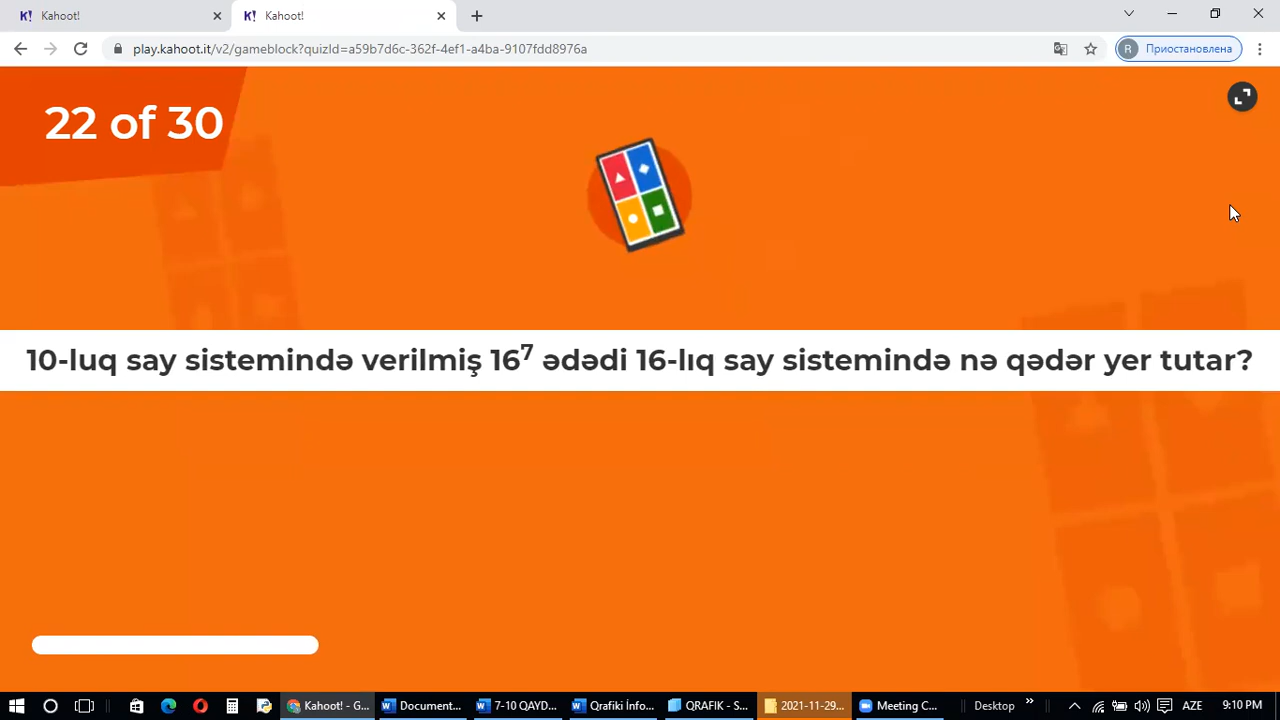 Kahoot!
Kahoot!
play.kahoot.it/v2/gameblock?quizId=a59b7d6c-362f-4ef1-a4ba-9107fdd8976a
R Приостановлена
22 of 30
10-luq say sistemində verilmiş 16⁷ ədədi 16-lıq say sistemində nə qədər yer tutar?
Kahoot! - G...
Document...
7-10 QAYD...
Qrafiki İnfo...
QRAFIK - S...
2021-11-29...
Meeting C...
Desktop
AZE
9:10 PM